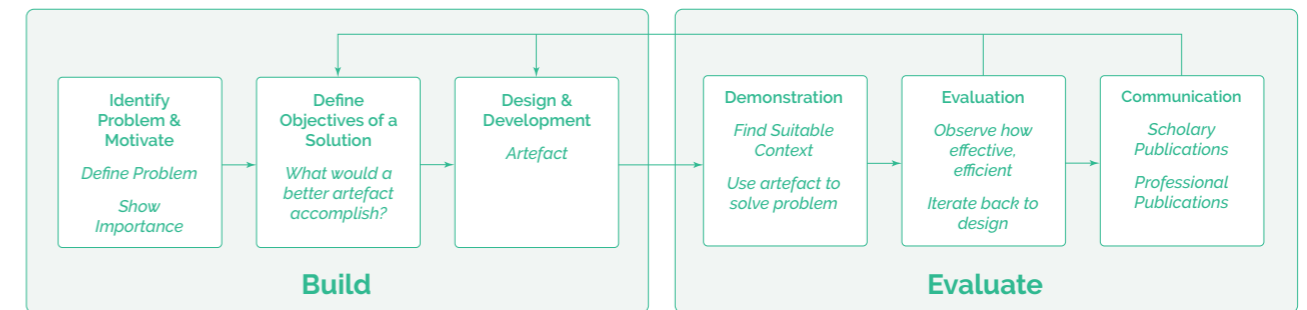 Identify
Problem &
Motivate
Define Problem
Show
Importance
Define
Objectives of a
Solution
What would a
better artefact
accomplish?
Design &
Development
Artefact
Build
Demonstration
Find Suitable
Context
Use artefact to
solve problem
Evaluation
Observe how
effective,
efficient
Iterate back to
design
Communication
Scholary
Publications
Professional
Publications
Evaluate